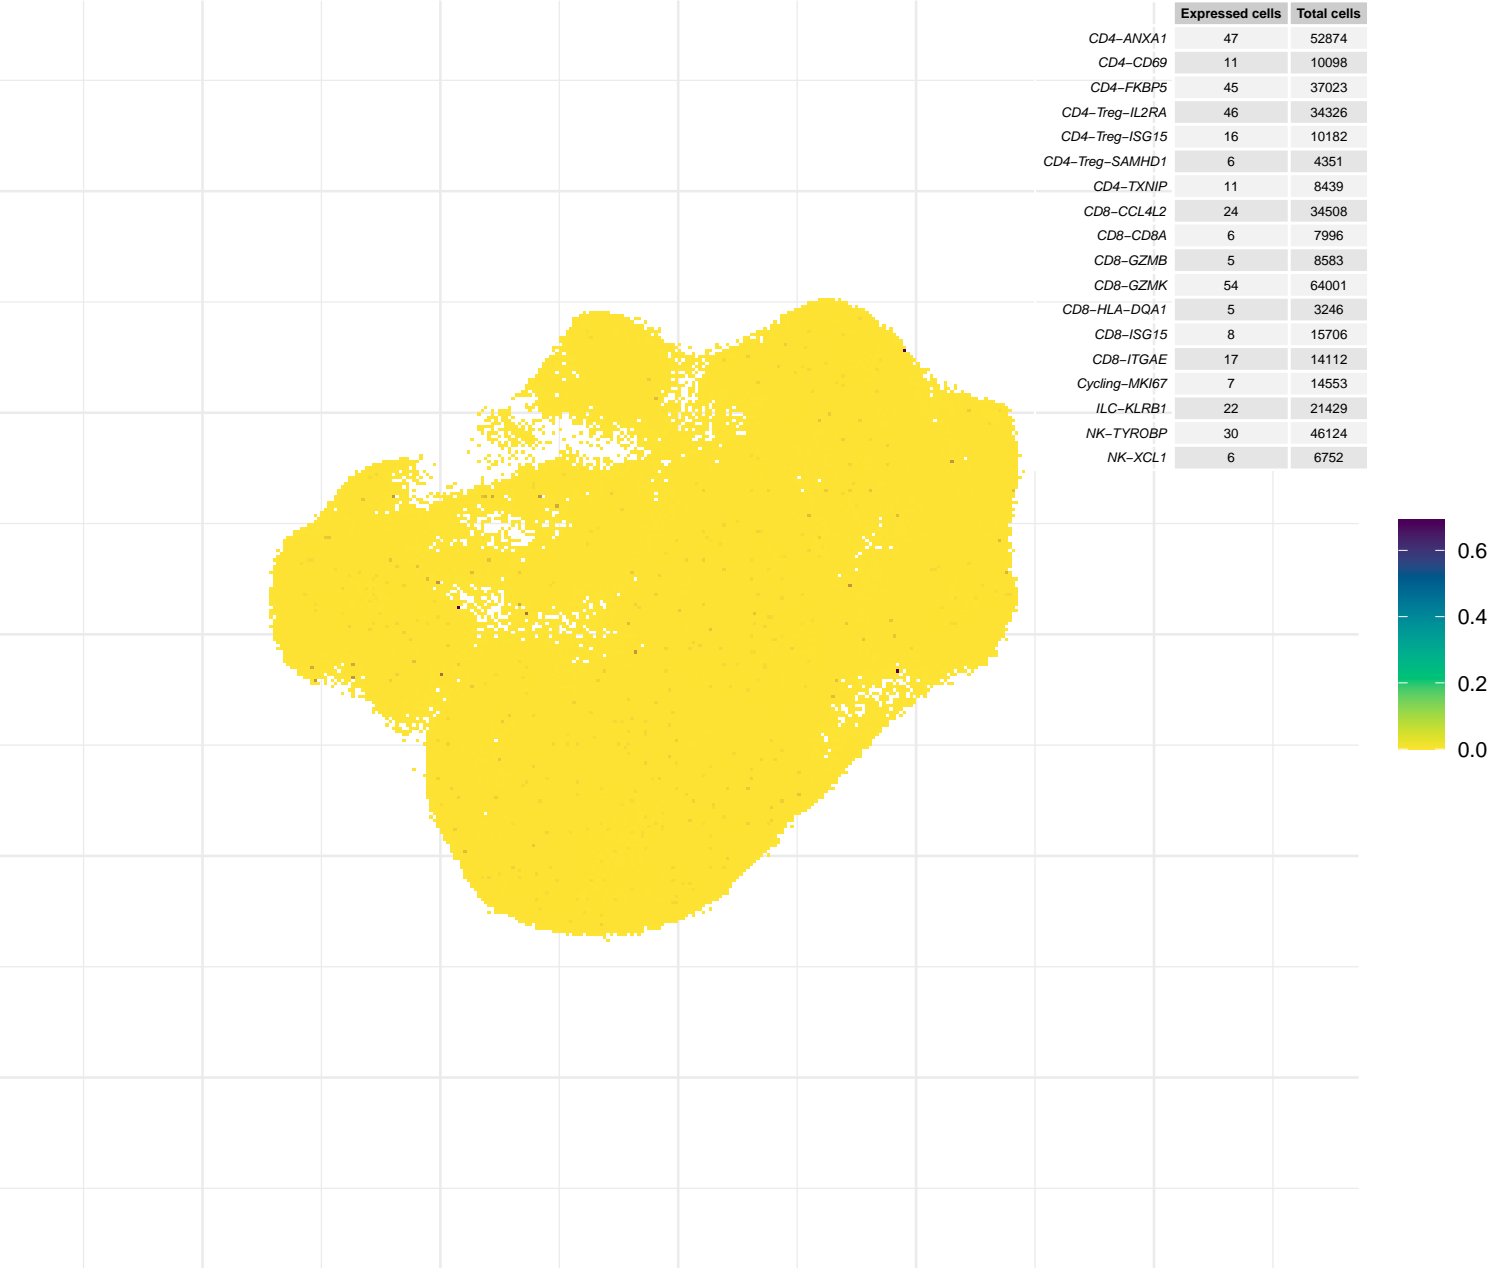 Expressed cells Total cells
CD4−ANXA1 47 52874
CD4−CD69 11 10098
CD4−FKBP5 45 37023
CD4−Treg−IL2RA 46 34326
CD4−Treg−ISG15 16 10182
CD4−Treg−SAMHD1 6 4351
CD4−TXNIP 11 8439
CD8−CCL4L2 24 34508
CD8−CD8A 6 7996
CD8−GZMB 5 8583
CD8−GZMK 54 64001
CD8−HLA−DQA1 5 3246
CD8−ISG15 8 15706
CD8−ITGAE 17 14112
Cycling−MKI67 7 14553
ILC−KLRB1 22 21429
NK−TYROBP 30 46124
NK−XCL1 6 6752
0.6
0.4
0.2
0.0